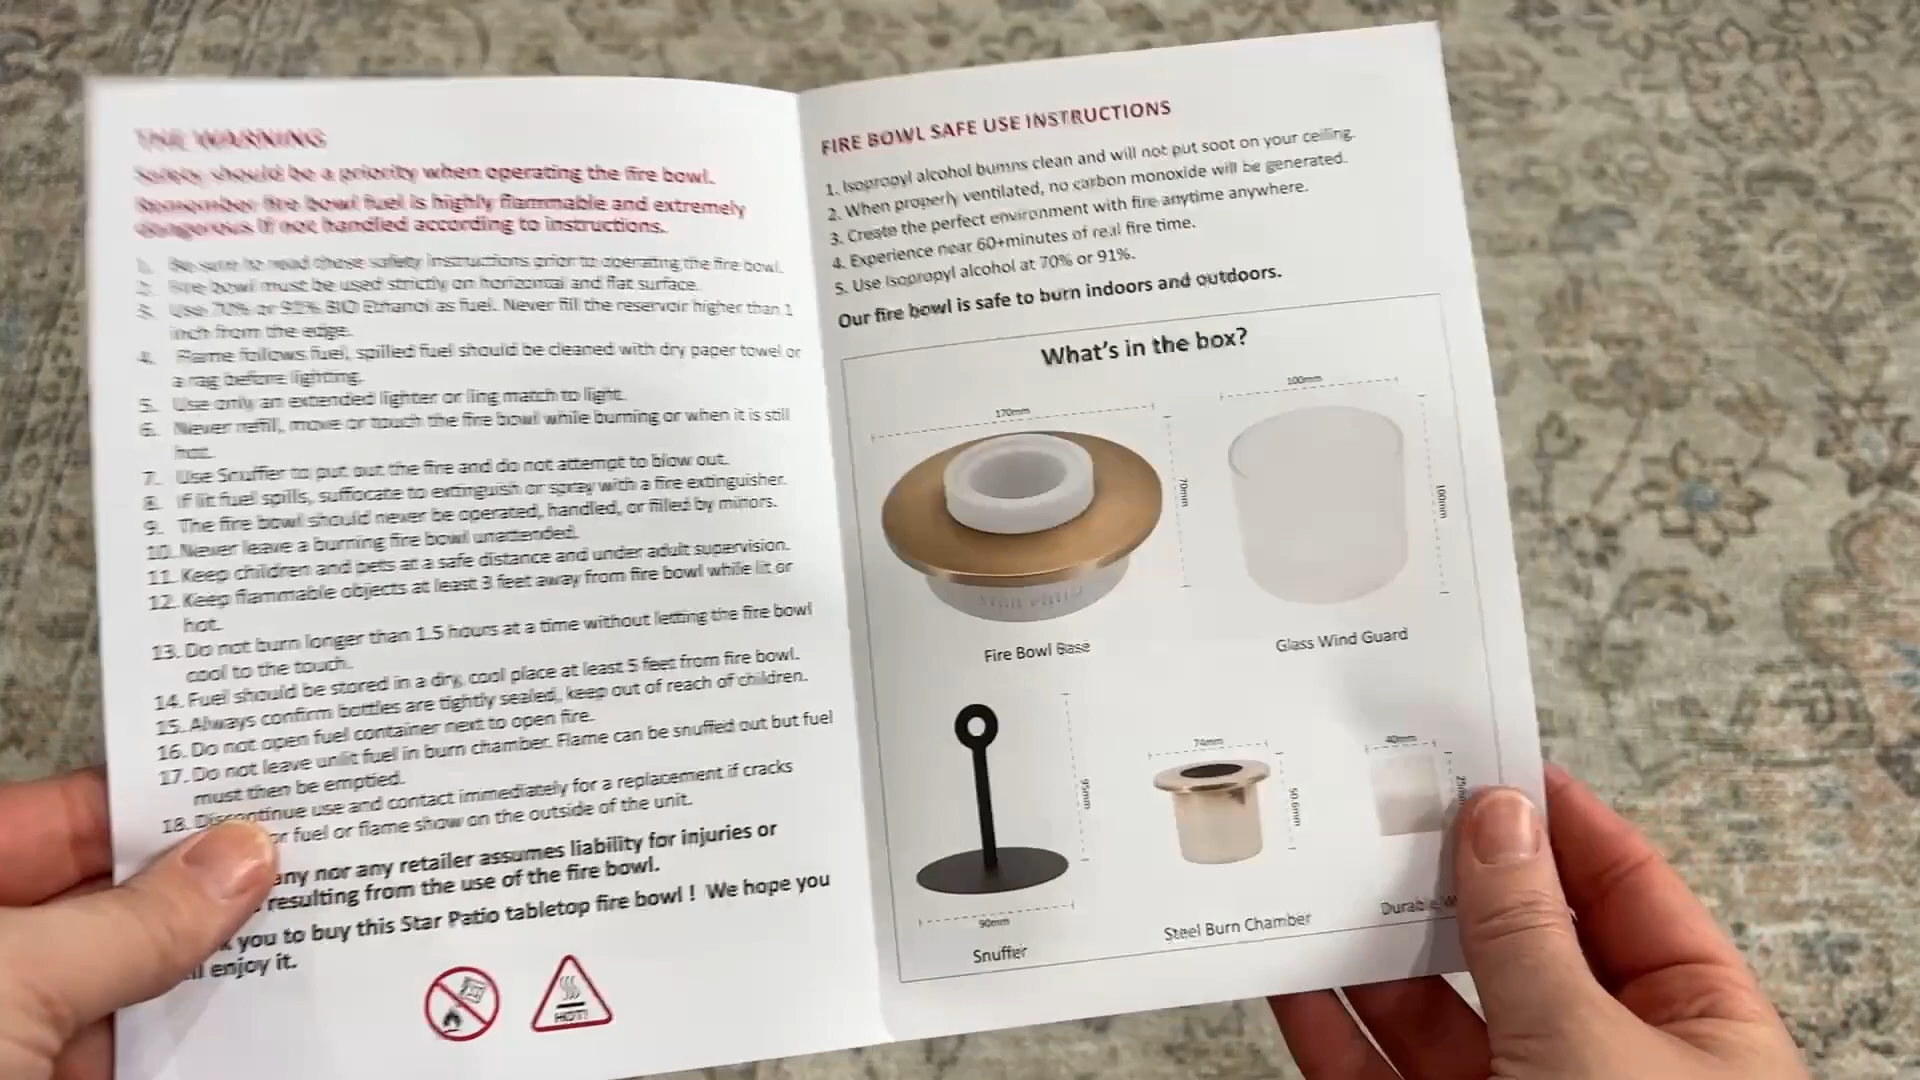 THE WARNING
Safety should be a priority when operating the fire bowl.
Remember fire bowl fuel is highly flammable and extremely
dangerous if not handled according to instructions.
1. Be sure to read these safety instructions prior to operating the fire bowl.
2. Fire bowl must be used strictly on horizontal and flat surface.
3. Use 70% or 91% BIO Ethanol as fuel. Never fill the reservoir higher than 1
inch from the edge.
4. Flame follows fuel, spilled fuel should be cleaned with dry paper towel or
a rag before lighting.
5. Use only an extended lighter or ling match to light.
6. Never refill, move or touch the fire bowl while burning or when it is still
hot.
7. Use Snuffer to put out the fire and do not attempt to blow out.
8. If lit fuel spills, suffocate to extinguish or spray with a fire extinguisher.
9. The fire bowl should never be operated, handled, or filled by minors.
10. Never leave a burning fire bowl unattended.
11. Keep children and pets at a safe distance and under adult supervision.
12. Keep flammable objects at least 3 feet away from fire bowl while lit or
hot.
13. Do not burn longer than 1.5 hours at a time without letting the fire bowl
cool to the touch.
14. Fuel should be stored in a dry, cool place at least 5 feet from fire bowl.
15. Always confirm bottles are tightly sealed, keep out of reach of children.
16. Do not open fuel container next to open fire.
17. Do not leave unlit fuel in burn chamber. Flame can be snuffed out but fuel
must then be emptied.
18. Discontinue use and contact immediately for a replacement if cracks
or fuel or flame show on the outside of the unit.
any nor any retailer assumes liability for injuries or
resulting from the use of the fire bowl.
you to buy this Star Patio tabletop fire bowl ! We hope you
enjoy it.
HOT!
FIRE BOWL SAFE USE INSTRUCTIONS
1. Isopropyl alcohol bumns clean and will not put soot on your ceiling.
2. When properly ventilated, no carbon monoxide will be generated.
3. Create the perfect environment with fire anytime anywhere.
4. Experience near 60+minutes of real fire time.
5. Use Isopropyl alcohol at 70% or 91%.
Our fire bowl is safe to burn indoors and outdoors.
What's in the box?
170mm
70mm
STAR PATIO
Fire Bowl Base
100mm
100mm
Glass Wind Guard
95mm
90mm
Snuffer
74mm
50.6mm
Steel Burn Chamber
40mm
25mm
Durable